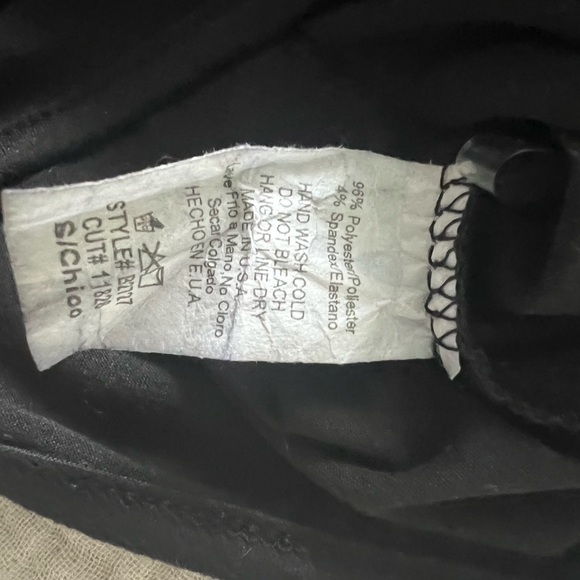 96% Polyester/Poliester
4% Spandex/Elastano
HAND WASH COLD
DO NOT BLEACH
HANG OR LINE DRY
MADE IN U.S.A.
Lave Frio a Mano,No Cloro
Secar Colgado
HECHO EN E.U.A.
STYLE#
CUT#
S/Chico